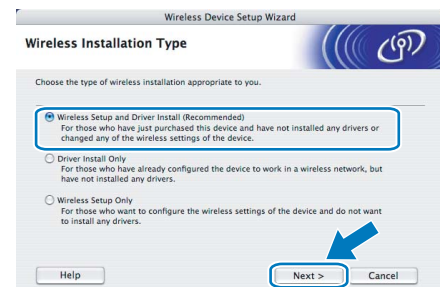 Wireless Device Setup Wizard
Wireless Installation Type
Choose the type of wireless installation appropriate to you.
Wireless Setup and Driver Install (Recommended)
For those who have just purchased this device and have not installed any drivers or
changed any of the wireless settings of the device.
Driver Install Only
For those who have already configured the device to work in a wireless network, but
have not installed any drivers.
Wireless Setup Only
For those who want to configure the wireless settings of the device and do not want
to install any drivers.
Help
Next >
Cancel